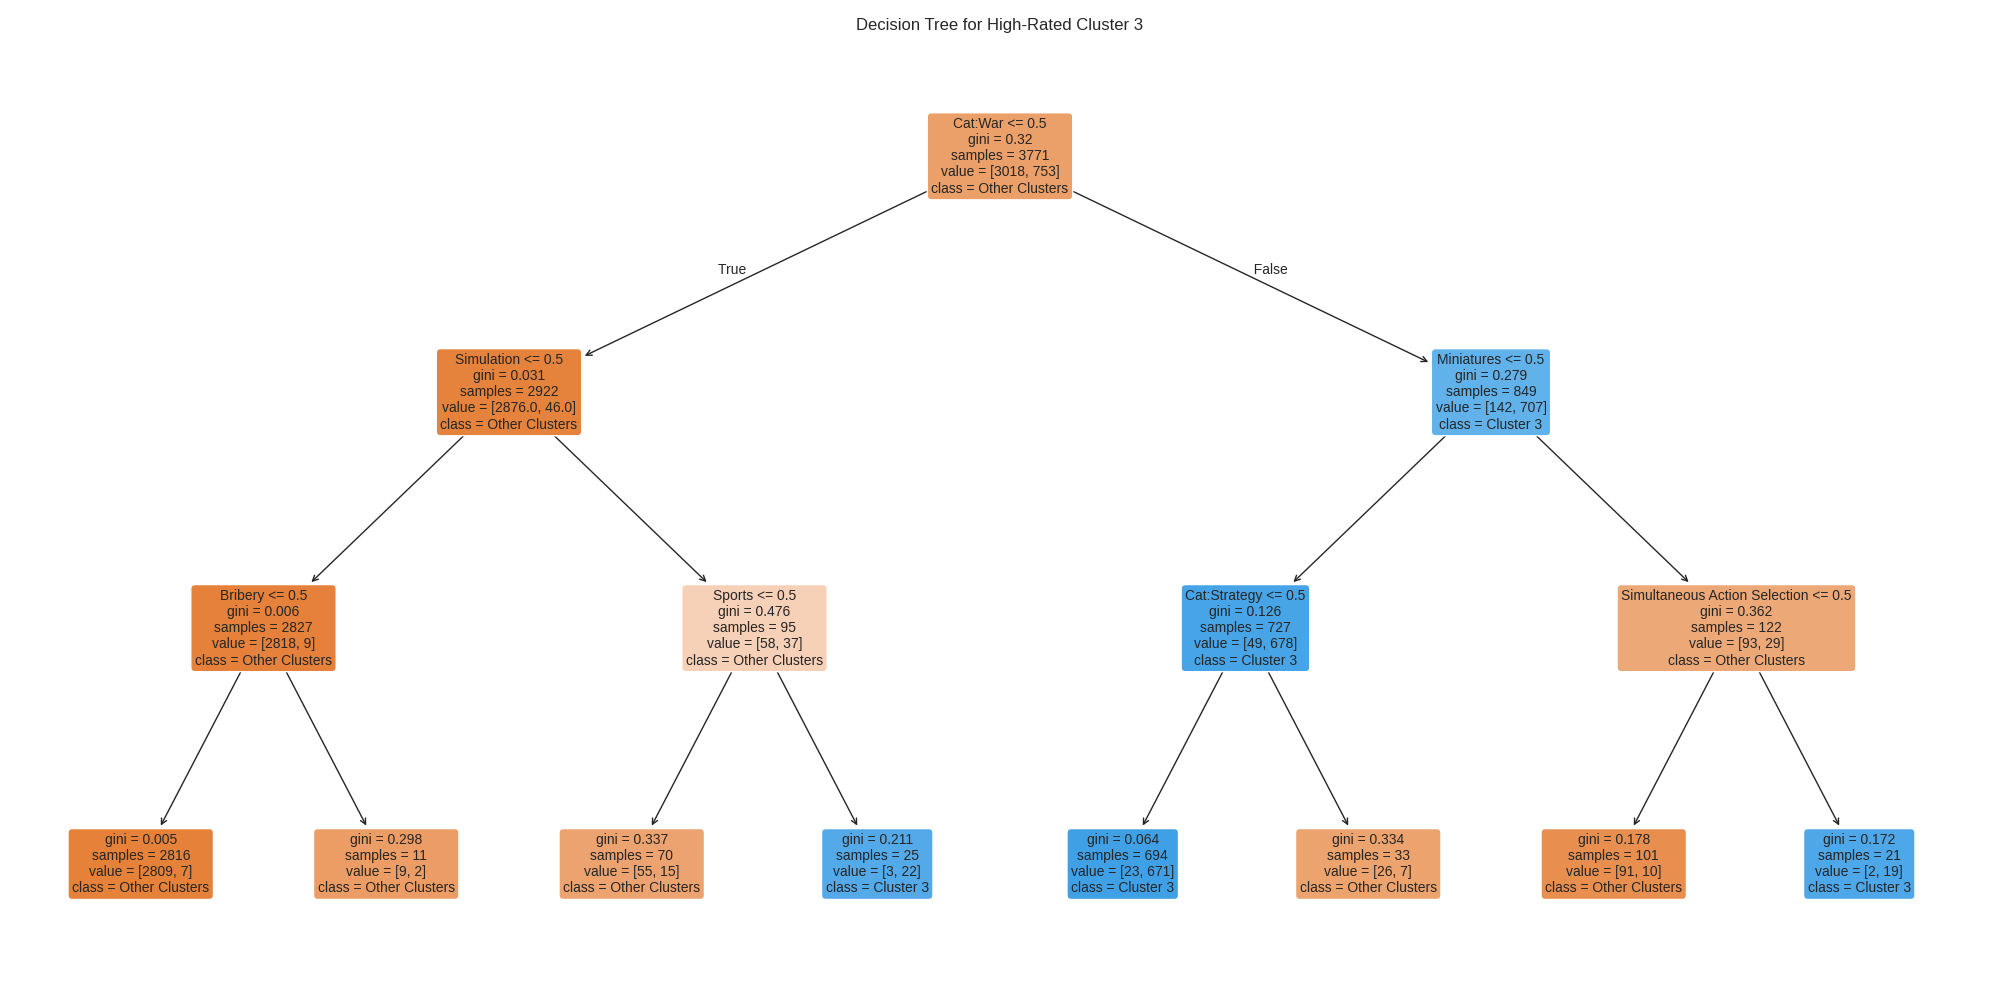 Decision Tree for High-Rated Cluster 3
Cat:War <= 0.5
gini = 0.32
samples = 3771
value = [3018, 753]
class = Other Clusters
True
False
Simulation <= 0.5
gini = 0.031
samples = 2922
value = [2876.0, 46.0]
class = Other Clusters
Miniatures <= 0.5
gini = 0.279
samples = 849
value = [142, 707]
class = Cluster 3
Bribery <= 0.5
gini = 0.006
samples = 2827
value = [2818, 9]
class = Other Clusters
Sports <= 0.5
gini = 0.476
samples = 95
value = [58, 37]
class = Other Clusters
Cat:Strategy <= 0.5
gini = 0.126
samples = 727
value = [49, 678]
class = Cluster 3
Simultaneous Action Selection <= 0.5
gini = 0.362
samples = 122
value = [93, 29]
class = Other Clusters
gini = 0.005
samples = 2816
value = [2809, 7]
class = Other Clusters
gini = 0.298
samples = 11
value = [9, 2]
class = Other Clusters
gini = 0.337
samples = 70
value = [55, 15]
class = Other Clusters
gini = 0.211
samples = 25
value = [3, 22]
class = Cluster 3
gini = 0.064
samples = 694
value = [23, 671]
class = Cluster 3
gini = 0.334
samples = 33
value = [26, 7]
class = Other Clusters
gini = 0.178
samples = 101
value = [91, 10]
class = Other Clusters
gini = 0.172
samples = 21
value = [2, 19]
class = Cluster 3